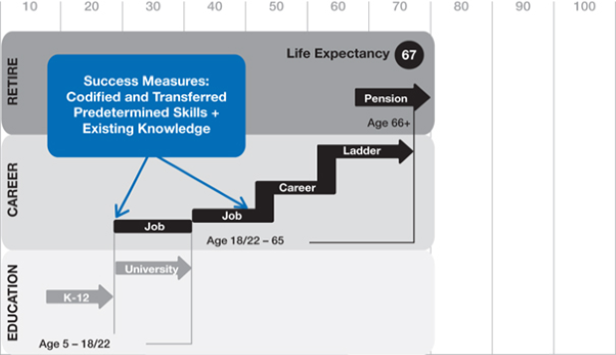 10 20 30 40 50 60 70 80 90 100
RETIRE
Life Expectancy 67
Success Measures:
Codified and Transferred
Predetermined Skills +
Existing Knowledge
Pension
Age 66+
CAREER
Ladder
Career
Job
Job
Age 18/22 – 65
EDUCATION
University
K-12
Age 5 – 18/22